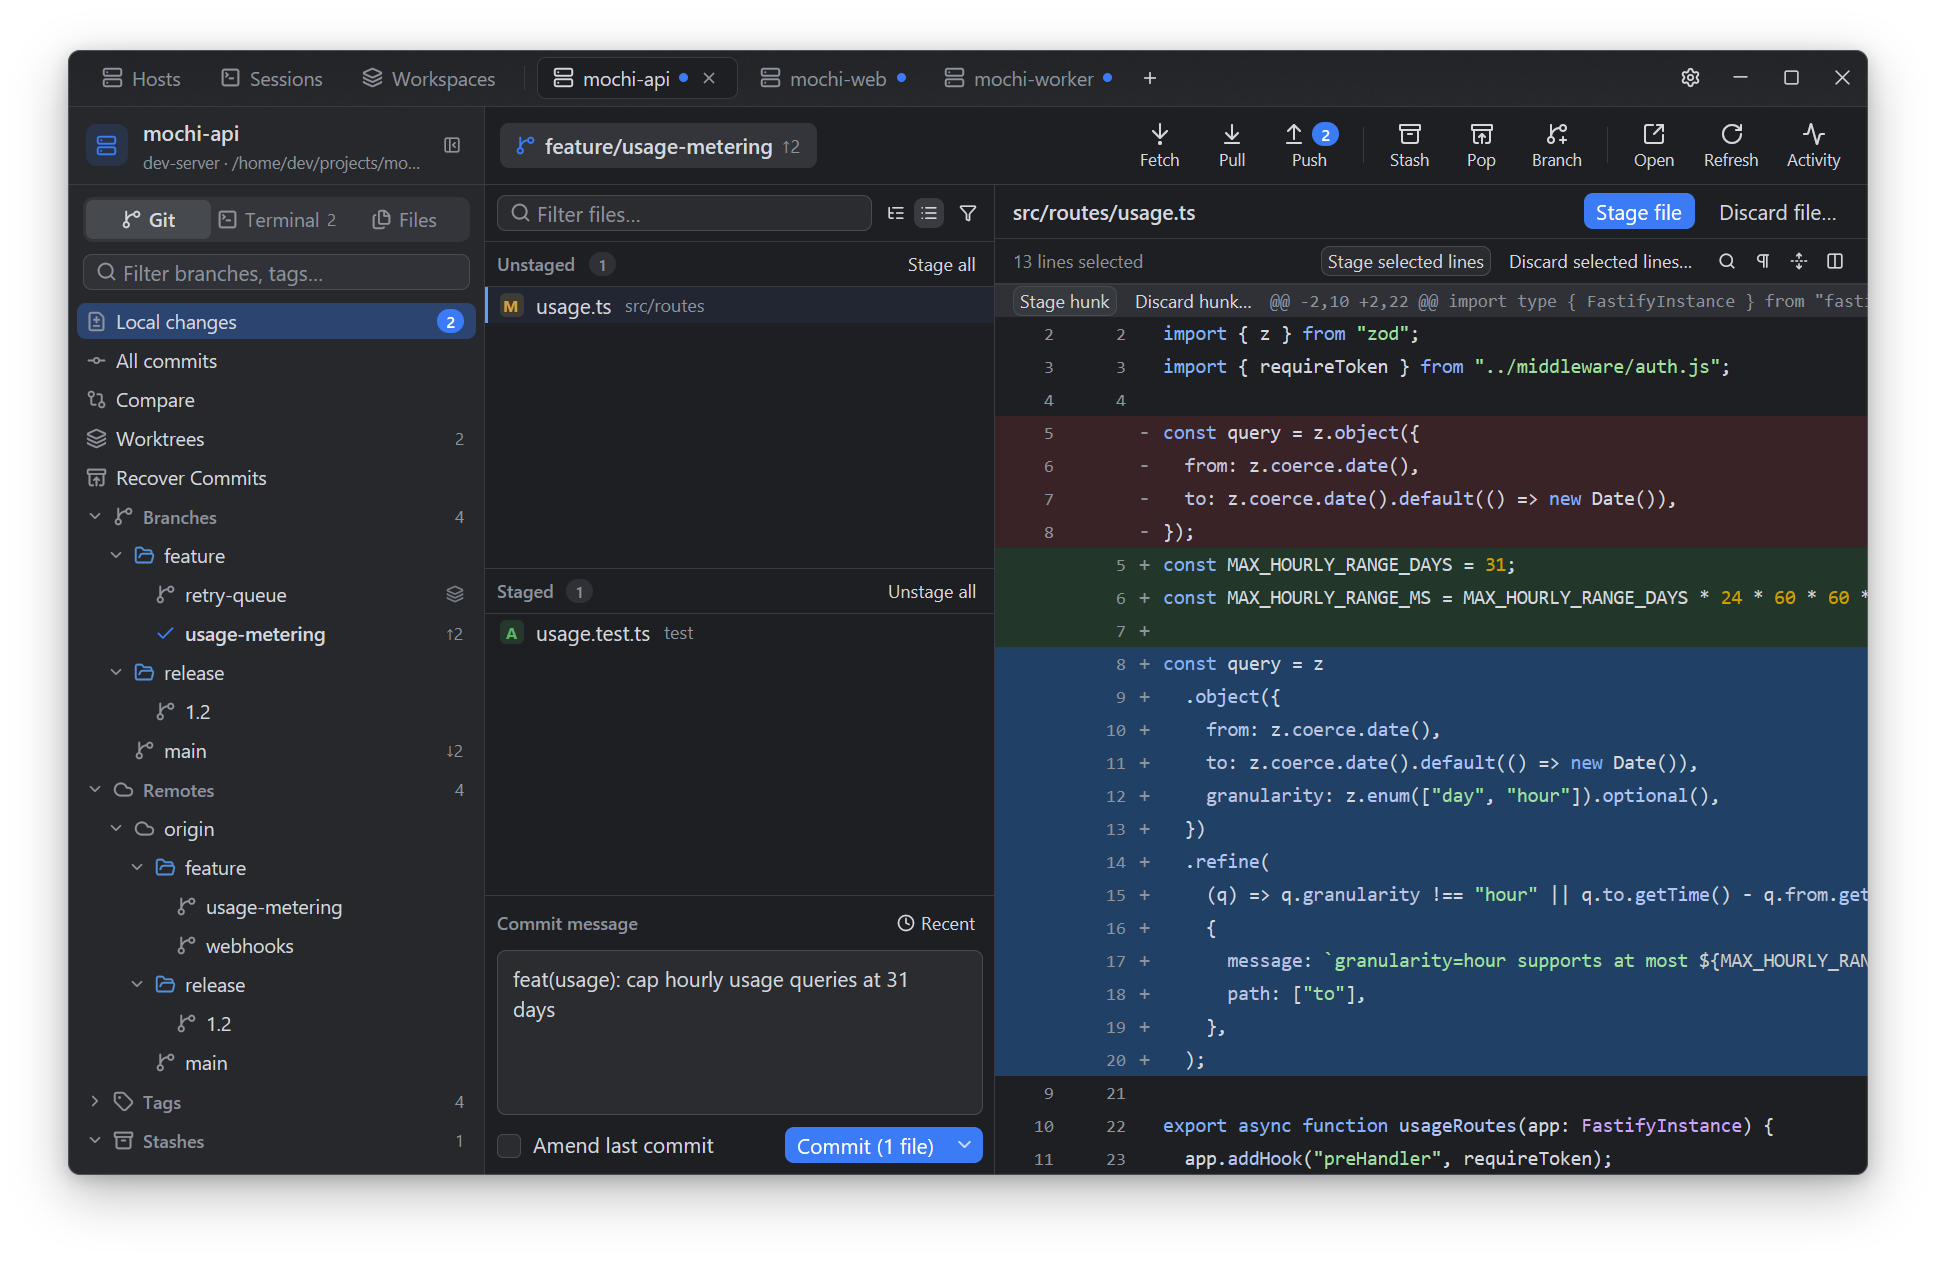 Hosts
Sessions
Workspaces
mochi-api
mochi-web
mochi-worker
mochi-api
dev-server · /home/dev/projects/mo...
feature/usage-metering ↑2
Fetch
Pull
Push 2
Stash
Pop
Branch
Open
Refresh
Activity
Git
Terminal 2
Files
Filter branches, tags...
Local changes 2
All commits
Compare
Worktrees 2
Recover Commits
Branches 4
feature
retry-queue
usage-metering ↑2
release
1.2
main ↓2
Remotes 4
origin
feature
usage-metering
webhooks
release
1.2
main
Tags 4
Stashes 1
Filter files...
Unstaged 1 Stage all
M usage.ts src/routes
Staged 1 Unstage all
A usage.test.ts test
Commit message Recent
feat(usage): cap hourly usage queries at 31
days
Amend last commit
Commit (1 file)
src/routes/usage.ts
Stage file
Discard file...
13 lines selected
Stage selected lines
Discard selected lines...
Stage hunk Discard hunk... @@ -2,10 +2,22 @@ import type { FastifyInstance } from "fasti
2 2 import { z } from "zod";
3 3 import { requireToken } from "../middleware/auth.js";
4 4
5 - const query = z.object({
6 - from: z.coerce.date(),
7 - to: z.coerce.date().default(() => new Date()),
8 - });
5 + const MAX_HOURLY_RANGE_DAYS = 31;
6 + const MAX_HOURLY_RANGE_MS = MAX_HOURLY_RANGE_DAYS * 24 * 60 * 60 *
7 +
8 + const query = z
9 + .object({
10 + from: z.coerce.date(),
11 + to: z.coerce.date().default(() => new Date()),
12 + granularity: z.enum(["day", "hour"]).optional(),
13 + })
14 + .refine(
15 + (q) => q.granularity !== "hour" || q.to.getTime() - q.from.get
16 + {
17 + message: `granularity=hour supports at most ${MAX_HOURLY_RAN
18 + path: ["to"],
19 + },
20 + );
9 21
10 22 export async function usageRoutes(app: FastifyInstance) {
11 23 app.addHook("preHandler", requireToken);